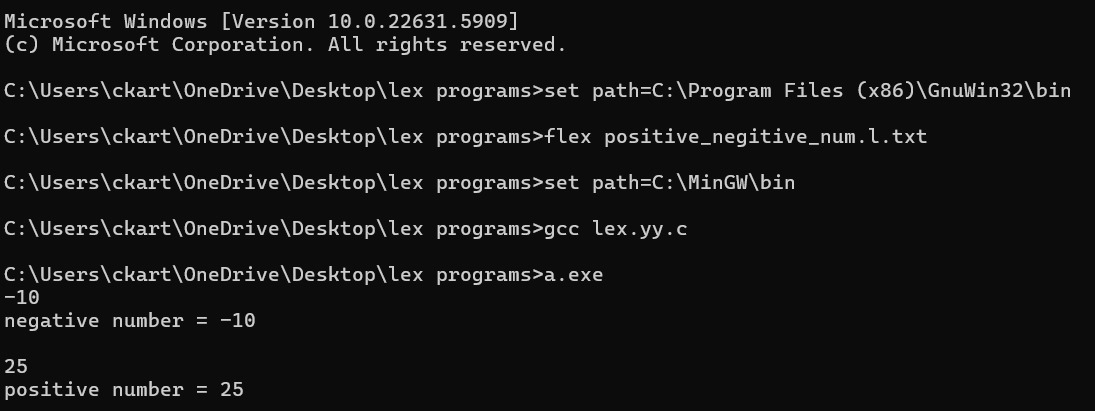 Microsoft Windows [Version 10.0.22631.5909]
(c) Microsoft Corporation. All rights reserved.
C:\Users\ckart\OneDrive\Desktop\lex programs>set path=C:\Program Files (x86)\GnuWin32\bin
C:\Users\ckart\OneDrive\Desktop\lex programs>flex positive_negitive_num.l.txt
C:\Users\ckart\OneDrive\Desktop\lex programs>set path=C:\MinGW\bin
C:\Users\ckart\OneDrive\Desktop\lex programs>gcc lex.yy.c
C:\Users\ckart\OneDrive\Desktop\lex programs>a.exe
-10
negative number = -10
25
positive number = 25